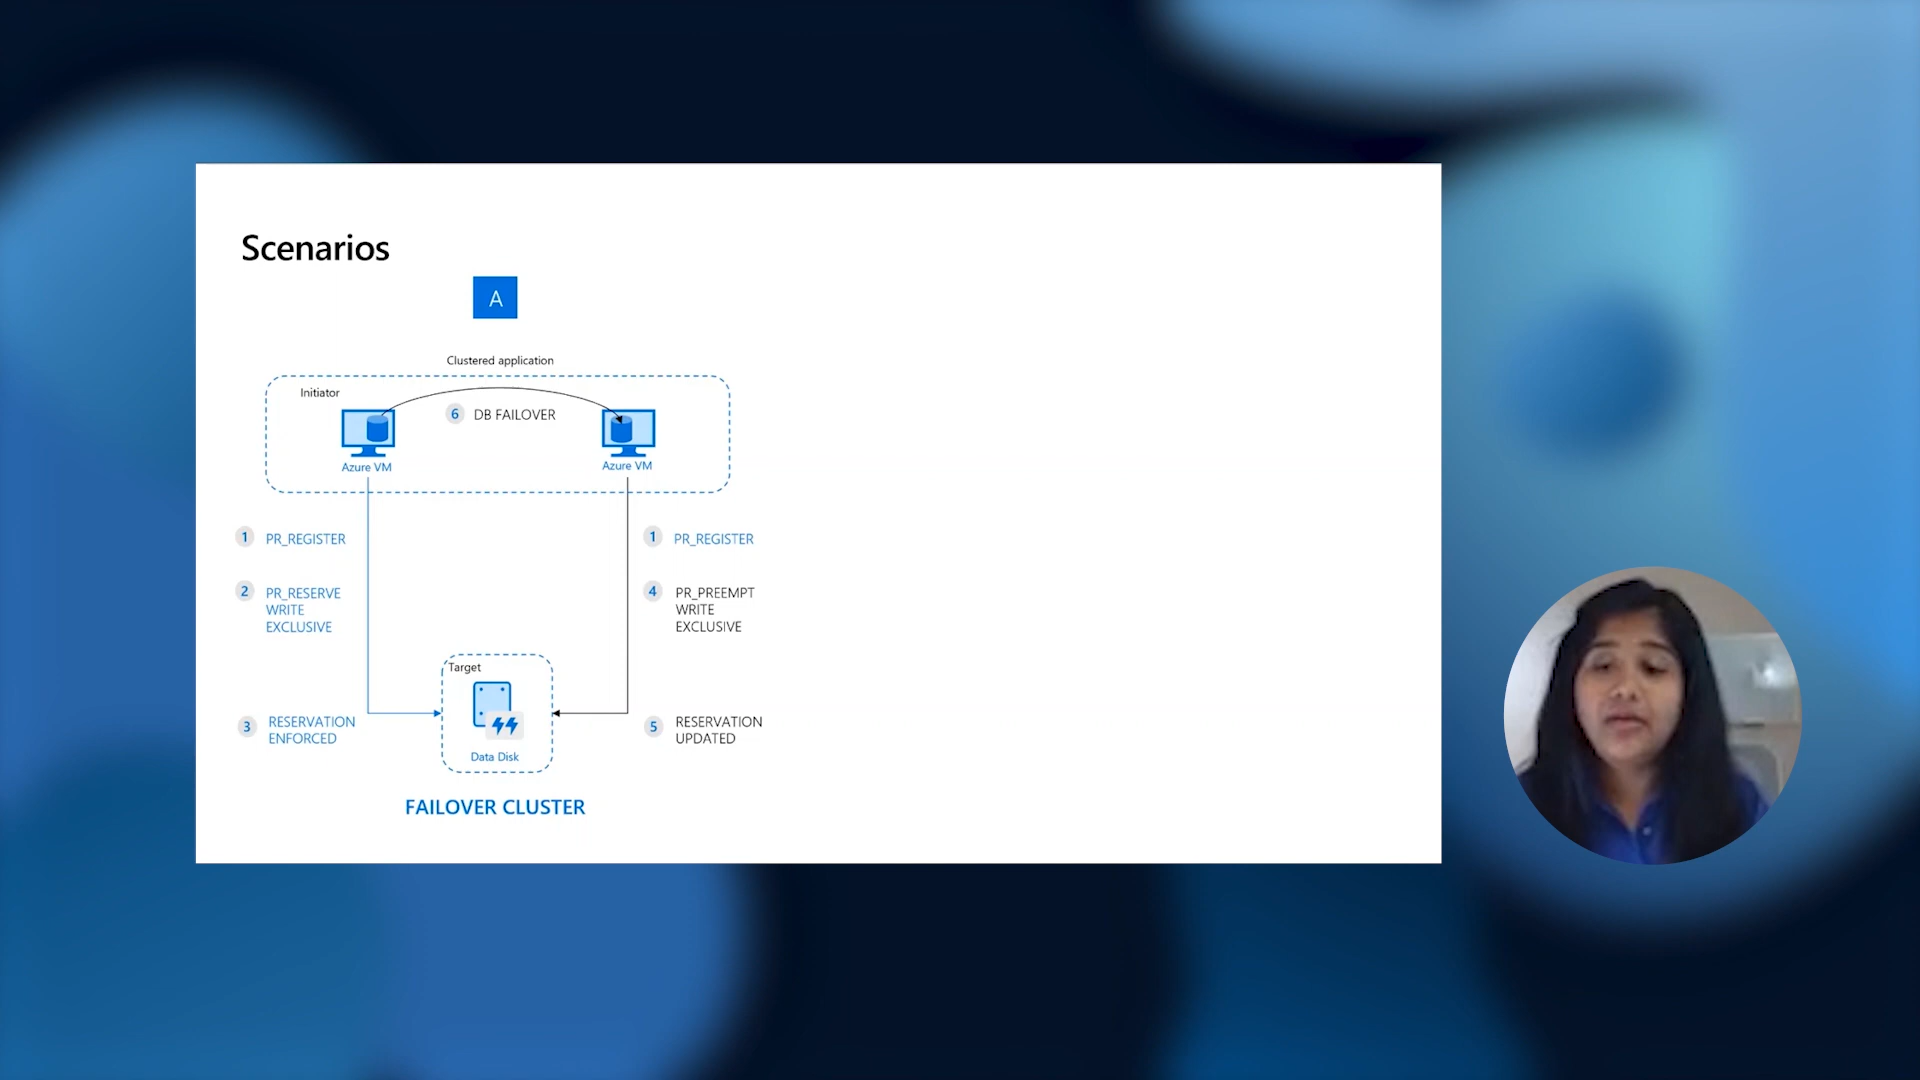 Scenarios
A
Clustered application
Initiator
6 DB FAILOVER
Azure VM
Azure VM
1 PR_REGISTER
2 PR_RESERVE
WRITE
EXCLUSIVE
3 RESERVATION
ENFORCED
1 PR_REGISTER
4 PR_PREEMPT
WRITE
EXCLUSIVE
5 RESERVATION
UPDATED
Target
Data Disk
FAILOVER CLUSTER